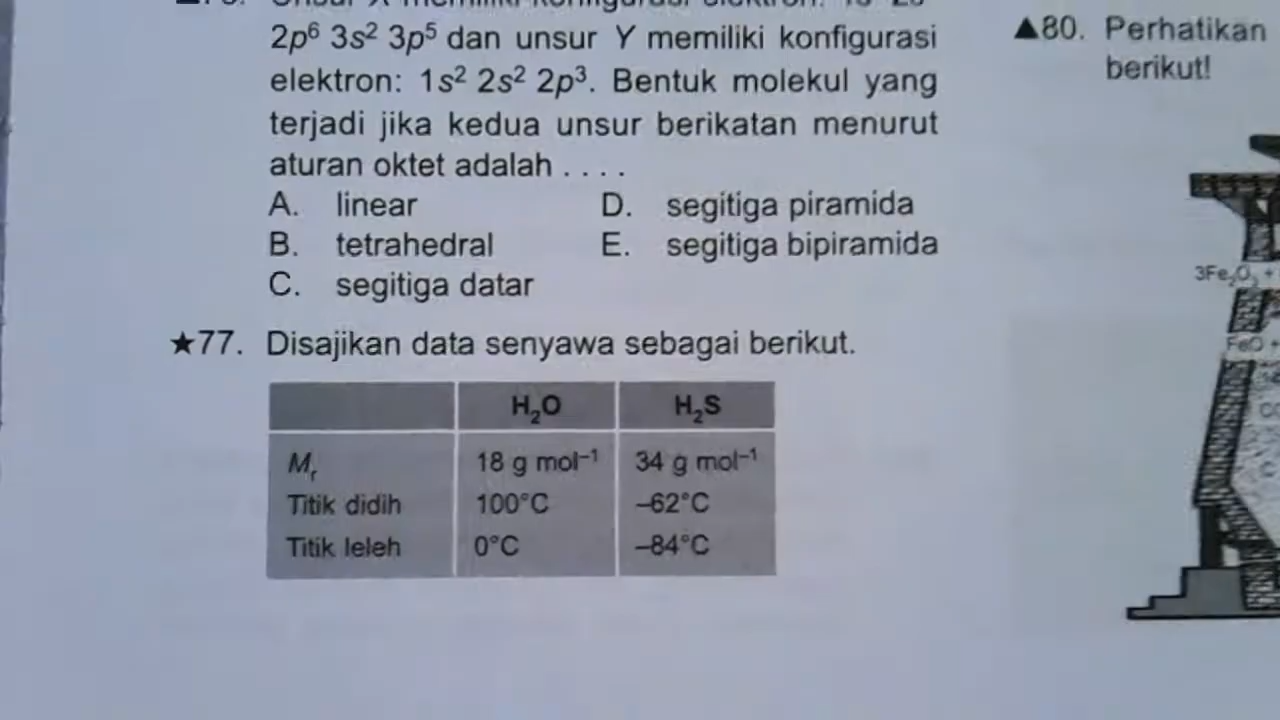 2p⁶ 3s² 3p⁵ dan unsur Y memiliki konfigurasi
elektron: 1s² 2s² 2p³. Bentuk molekul yang
terjadi jika kedua unsur berikatan menurut
aturan oktet adalah . . . .
A. linear D. segitiga piramida
B. tetrahedral E. segitiga bipiramida
C. segitiga datar
★77. Disajikan data senyawa sebagai berikut.
H₂O H₂S
Mᵣ 18 g mol⁻¹ 34 g mol⁻¹
Titik didih 100°C –62°C
Titik leleh 0°C –84°C
▲80. Perhatikan
berikut!
3Fe₂O₃ +
FeO +